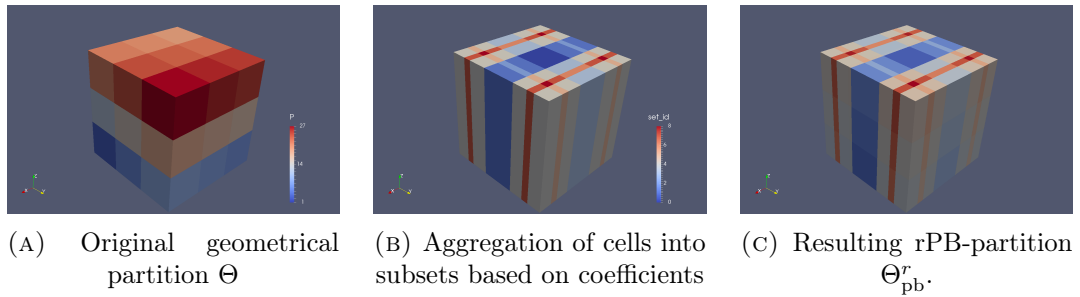 P
27
14
1
Z
X
Y
set_id
8
6
4
2
0
Z
X
Y
Z
X
Y
(A) Original geometrical
partition Θ
(B) Aggregation of cells into
subsets based on coefficients
(C) Resulting rPB-partition
Θ^r_pb.